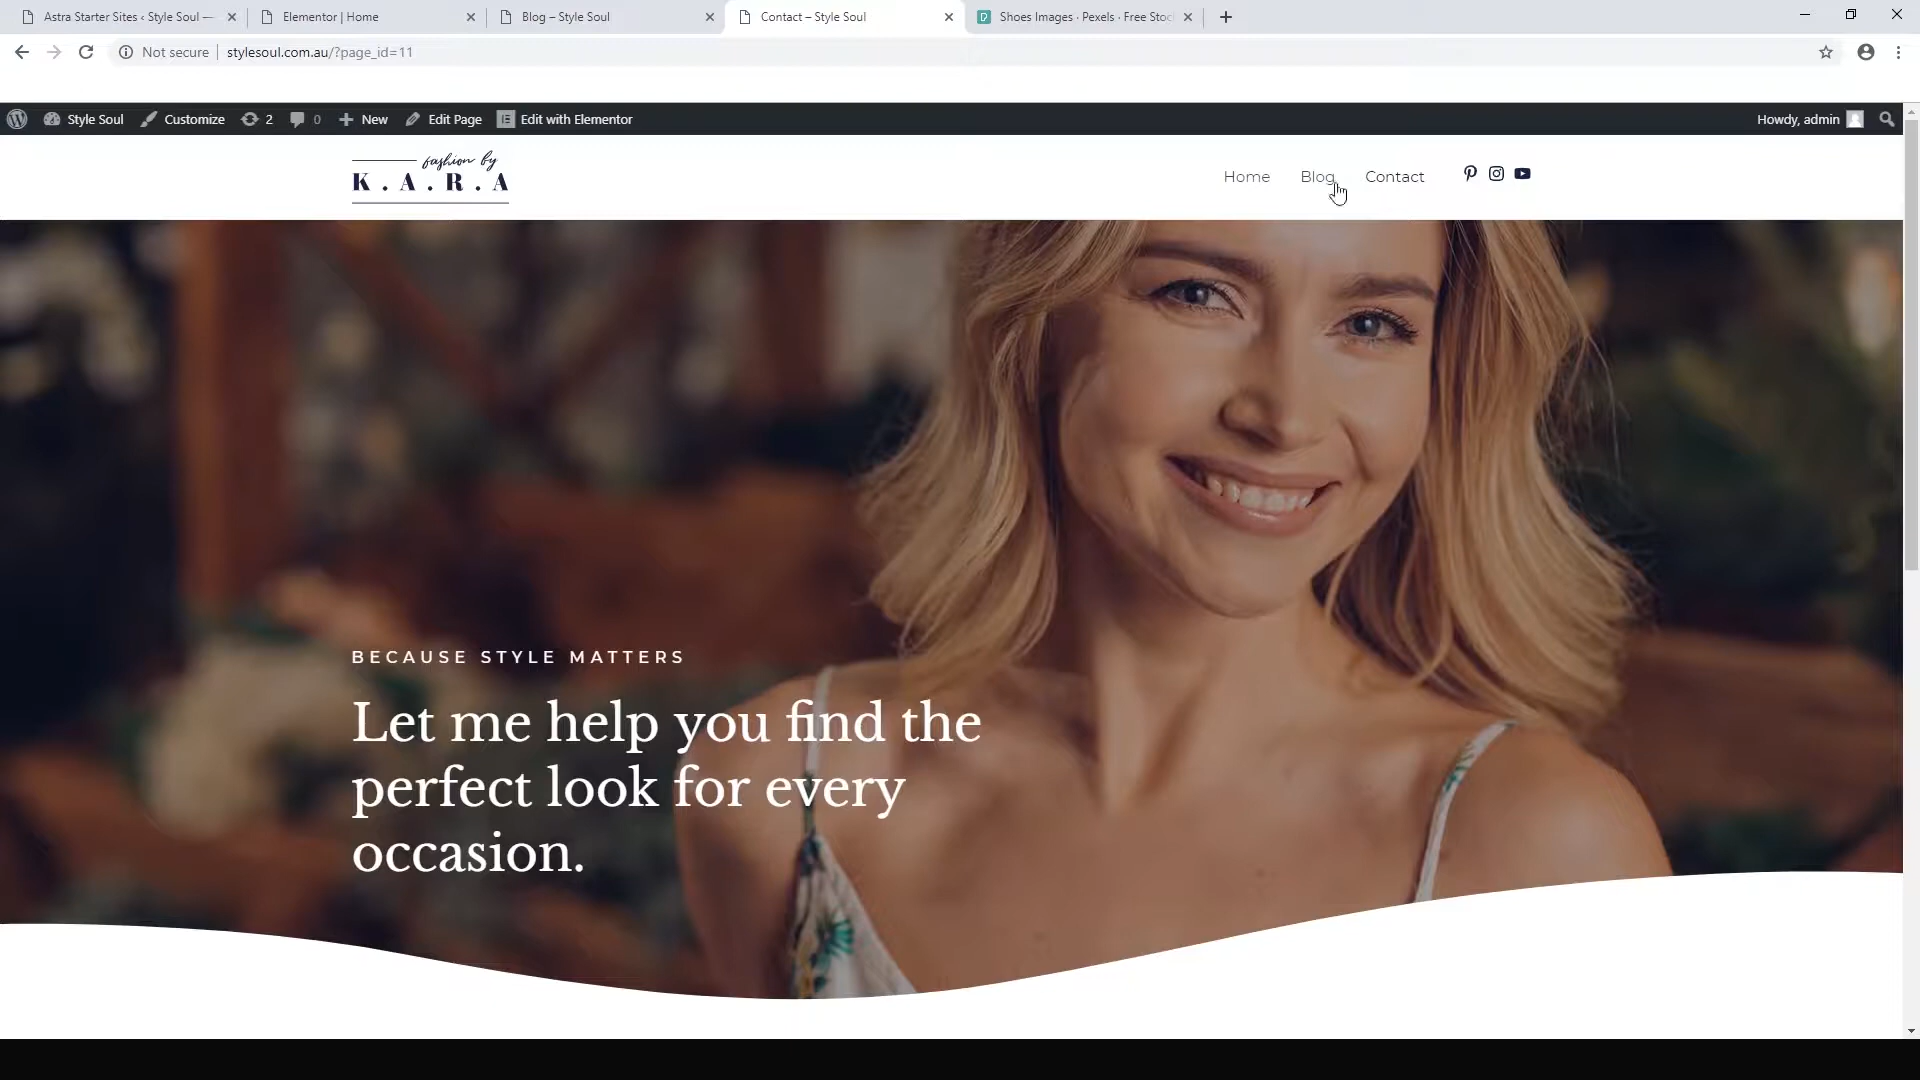 Astra Starter Sites ‹ Style Soul —
Elementor | Home
Blog – Style Soul
Contact – Style Soul
Shoes Images · Pexels · Free Stoc
Not secure
stylesoul.com.au/?page_id=11
Style Soul
Customize
2
0
New
Edit Page
Edit with Elementor
Howdy, admin
fashion by
K.A.R.A
Home
Blog
Contact
BECAUSE STYLE MATTERS
Let me help you find the
perfect look for every
occasion.